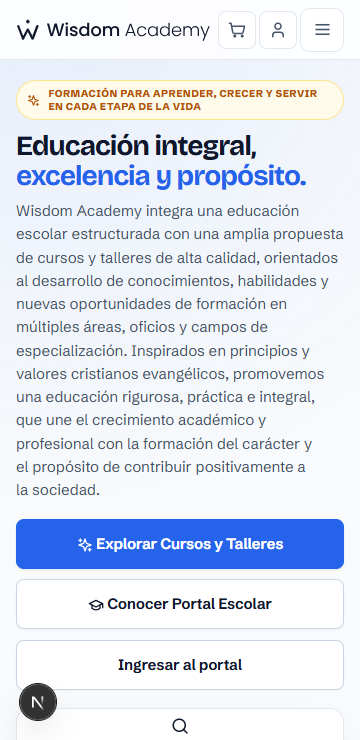 Wisdom Academy
FORMACIÓN PARA APRENDER, CRECER Y SERVIR
EN CADA ETAPA DE LA VIDA
Educación integral,
excelencia y propósito.
Wisdom Academy integra una educación
escolar estructurada con una amplia propuesta
de cursos y talleres de alta calidad, orientados
al desarrollo de conocimientos, habilidades y
nuevas oportunidades de formación en
múltiples áreas, oficios y campos de
especialización. Inspirados en principios y
valores cristianos evangélicos, promovemos
una educación rigurosa, práctica e integral,
que une el crecimiento académico y
profesional con la formación del carácter y
el propósito de contribuir positivamente a
la sociedad.
Explorar Cursos y Talleres
Conocer Portal Escolar
Ingresar al portal
N